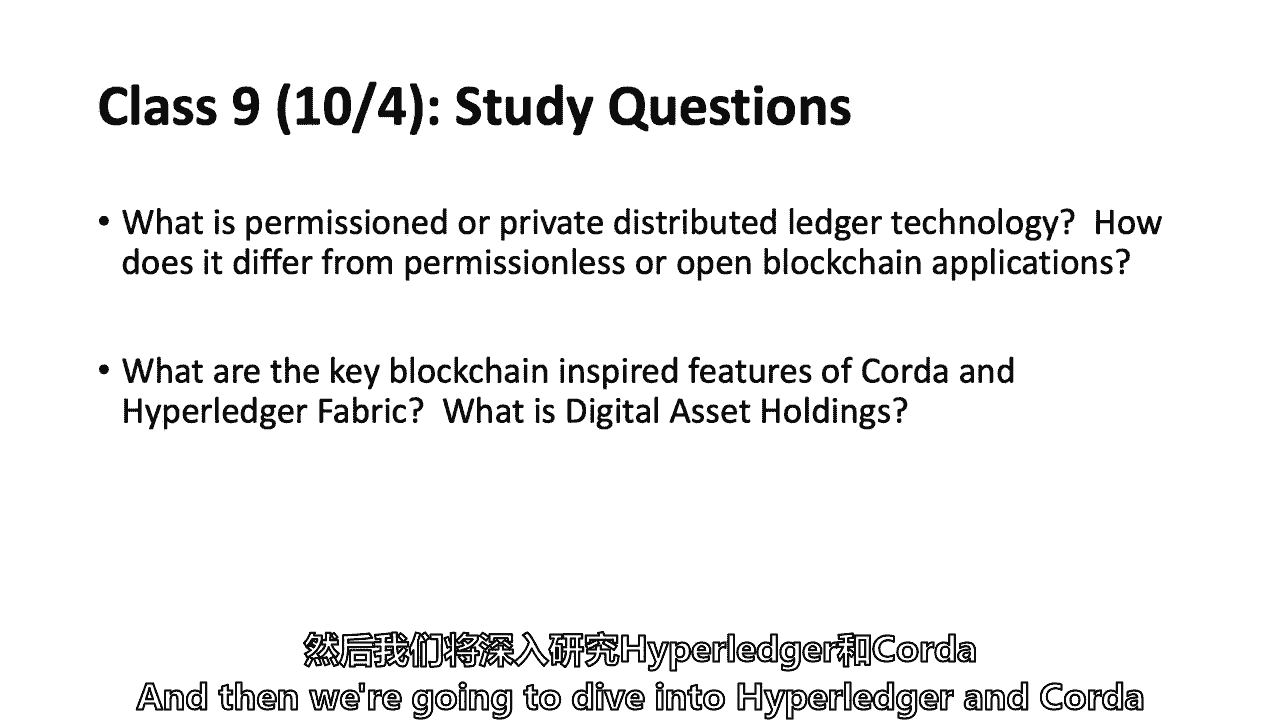 Class 9 (10/4): Study Questions
• What is permissioned or private distributed ledger technology?  How
does it differ from permissionless or open blockchain applications?
• What are the key blockchain inspired features of Corda and
Hyperledger Fabric?  What is Digital Asset Holdings?
然后我们将深入研究Hyperledger和Corda
And then we're going to dive into Hyperledger and Corda